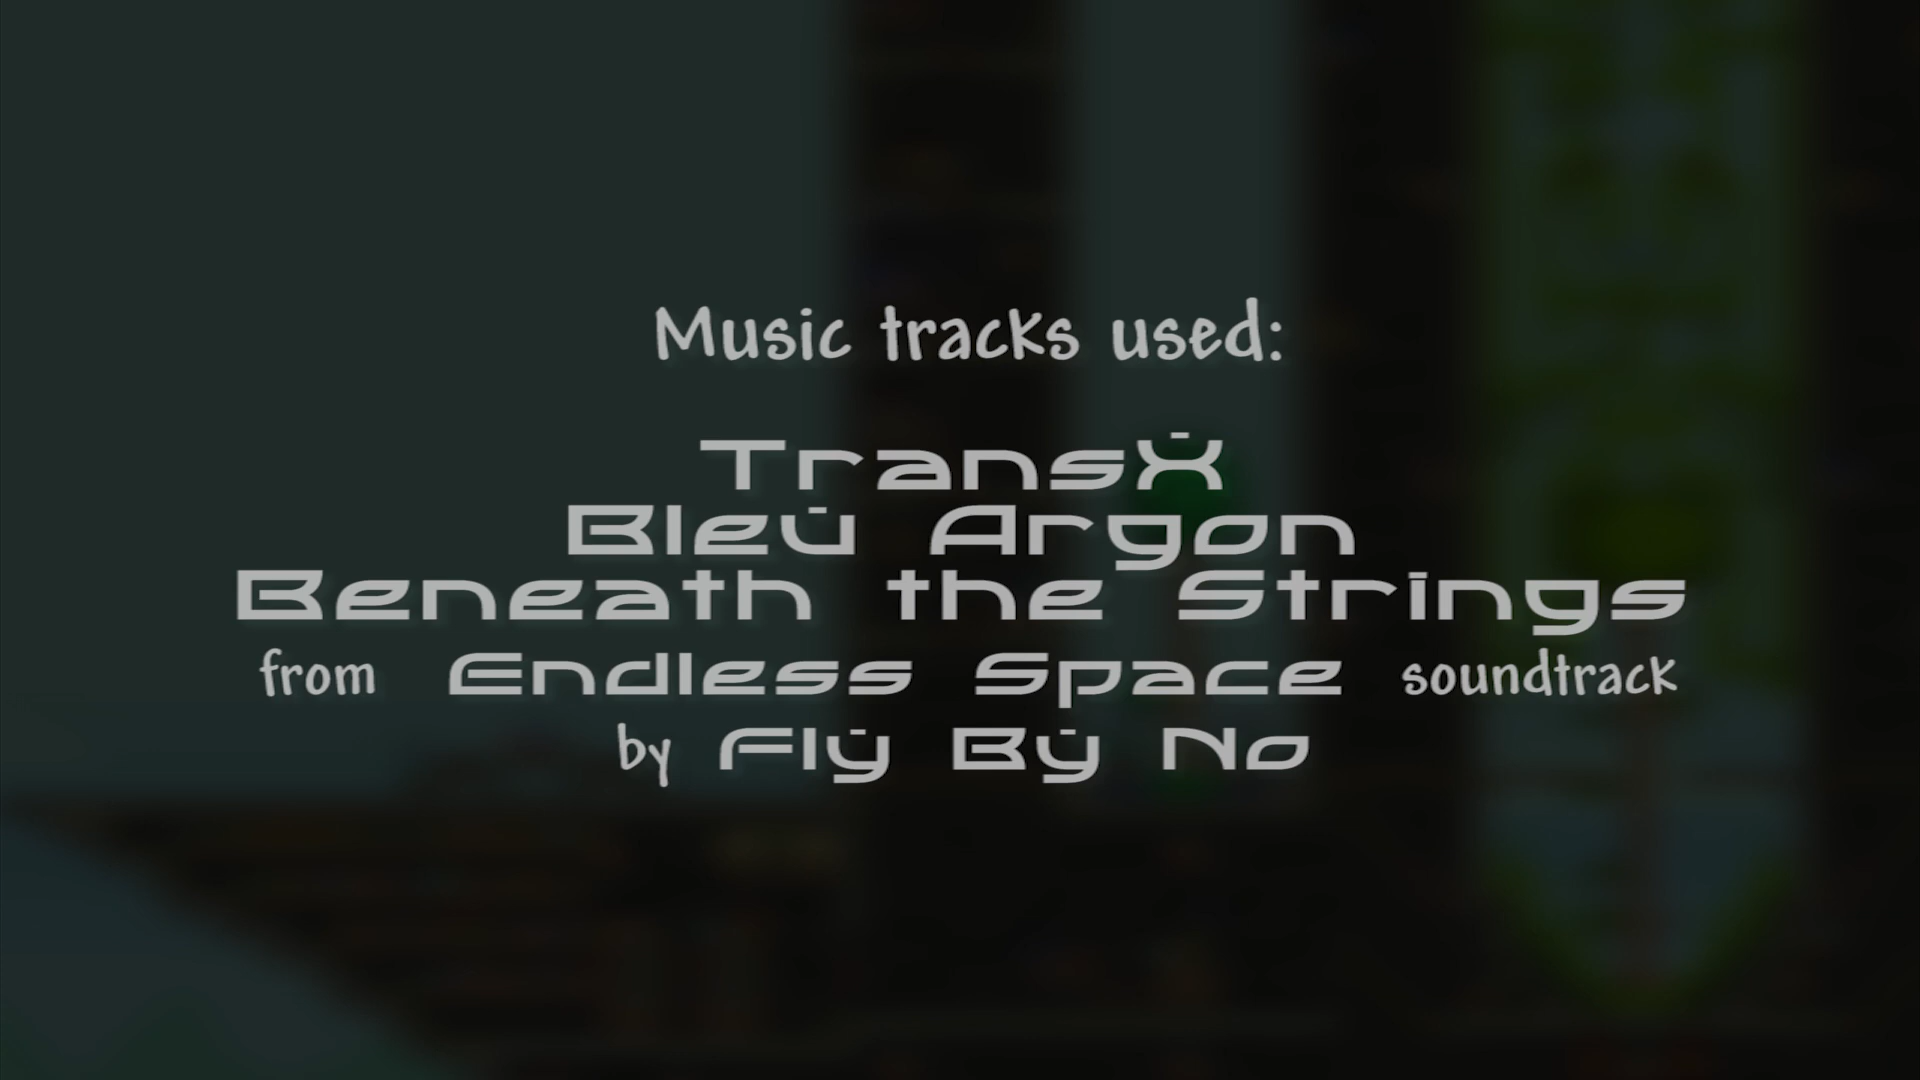 Music tracks used:
TransX
Bleu Argon
Beneath the Strings
from Endless Space soundtrack
by Fly By No